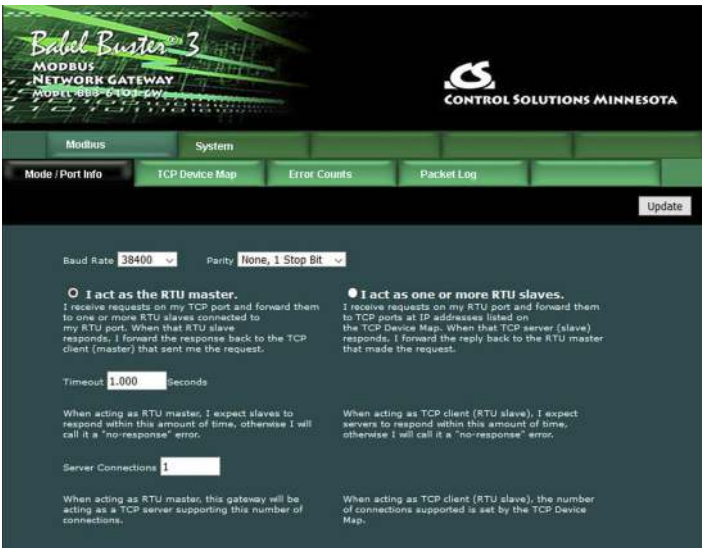 Babel Buster® 3
MODBUS
NETWORK GATEWAY
MODEL BB3-6101-GW
CS
CONTROL SOLUTIONS MINNESOTA
Modbus System
Mode / Port Info TCP Device Map Error Counts Packet Log
Update
Baud Rate 38400 Parity None, 1 Stop Bit
I act as the RTU master.
I receive requests on my TCP port and forward them
to one or more RTU slaves connected to
my RTU port. When that RTU slave
responds, I forward the response back to the TCP
client (master) that sent me the request.
I act as one or more RTU slaves.
I receive requests on my RTU port and forward them
to TCP ports at IP addresses listed on
the TCP Device Map. When that TCP server (slave)
responds, I forward the reply back to the RTU master
that made the request.
Timeout 1.000 Seconds
When acting as RTU master, I expect slaves to
respond within this amount of time, otherwise I will
call it a "no-response" error.
When acting as TCP client (RTU slave), I expect
servers to respond within this amount of time,
otherwise I will call it a "no-response" error.
Server Connections 1
When acting as RTU master, this gateway will be
acting as a TCP server supporting this number of
connections.
When acting as TCP client (RTU slave), the number
of connections supported is set by the TCP Device
Map.